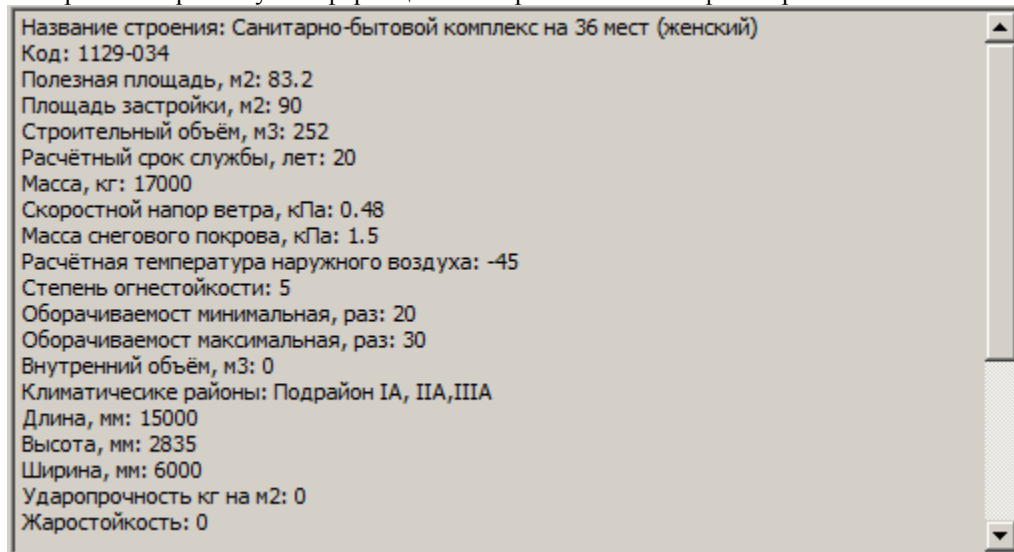 Название строения: Санитарно-бытовой комплекс на 36 мест (женский)
Код: 1129-034
Полезная площадь, м2: 83.2
Площадь застройки, м2: 90
Строительный объём, м3: 252
Расчётный срок службы, лет: 20
Масса, кг: 17000
Скоростной напор ветра, кПа: 0.48
Масса снегового покрова, кПа: 1.5
Расчётная температура наружного воздуха: -45
Степень огнестойкости: 5
Оборачиваемост минимальная, раз: 20
Оборачиваемост максимальная, раз: 30
Внутренний объём, м3: 0
Климатичесике районы: Подрайон IA, IIA,IIIA
Длина, мм: 15000
Высота, мм: 2835
Ширина, мм: 6000
Ударопрочность кг на м2: 0
Жаростойкость: 0